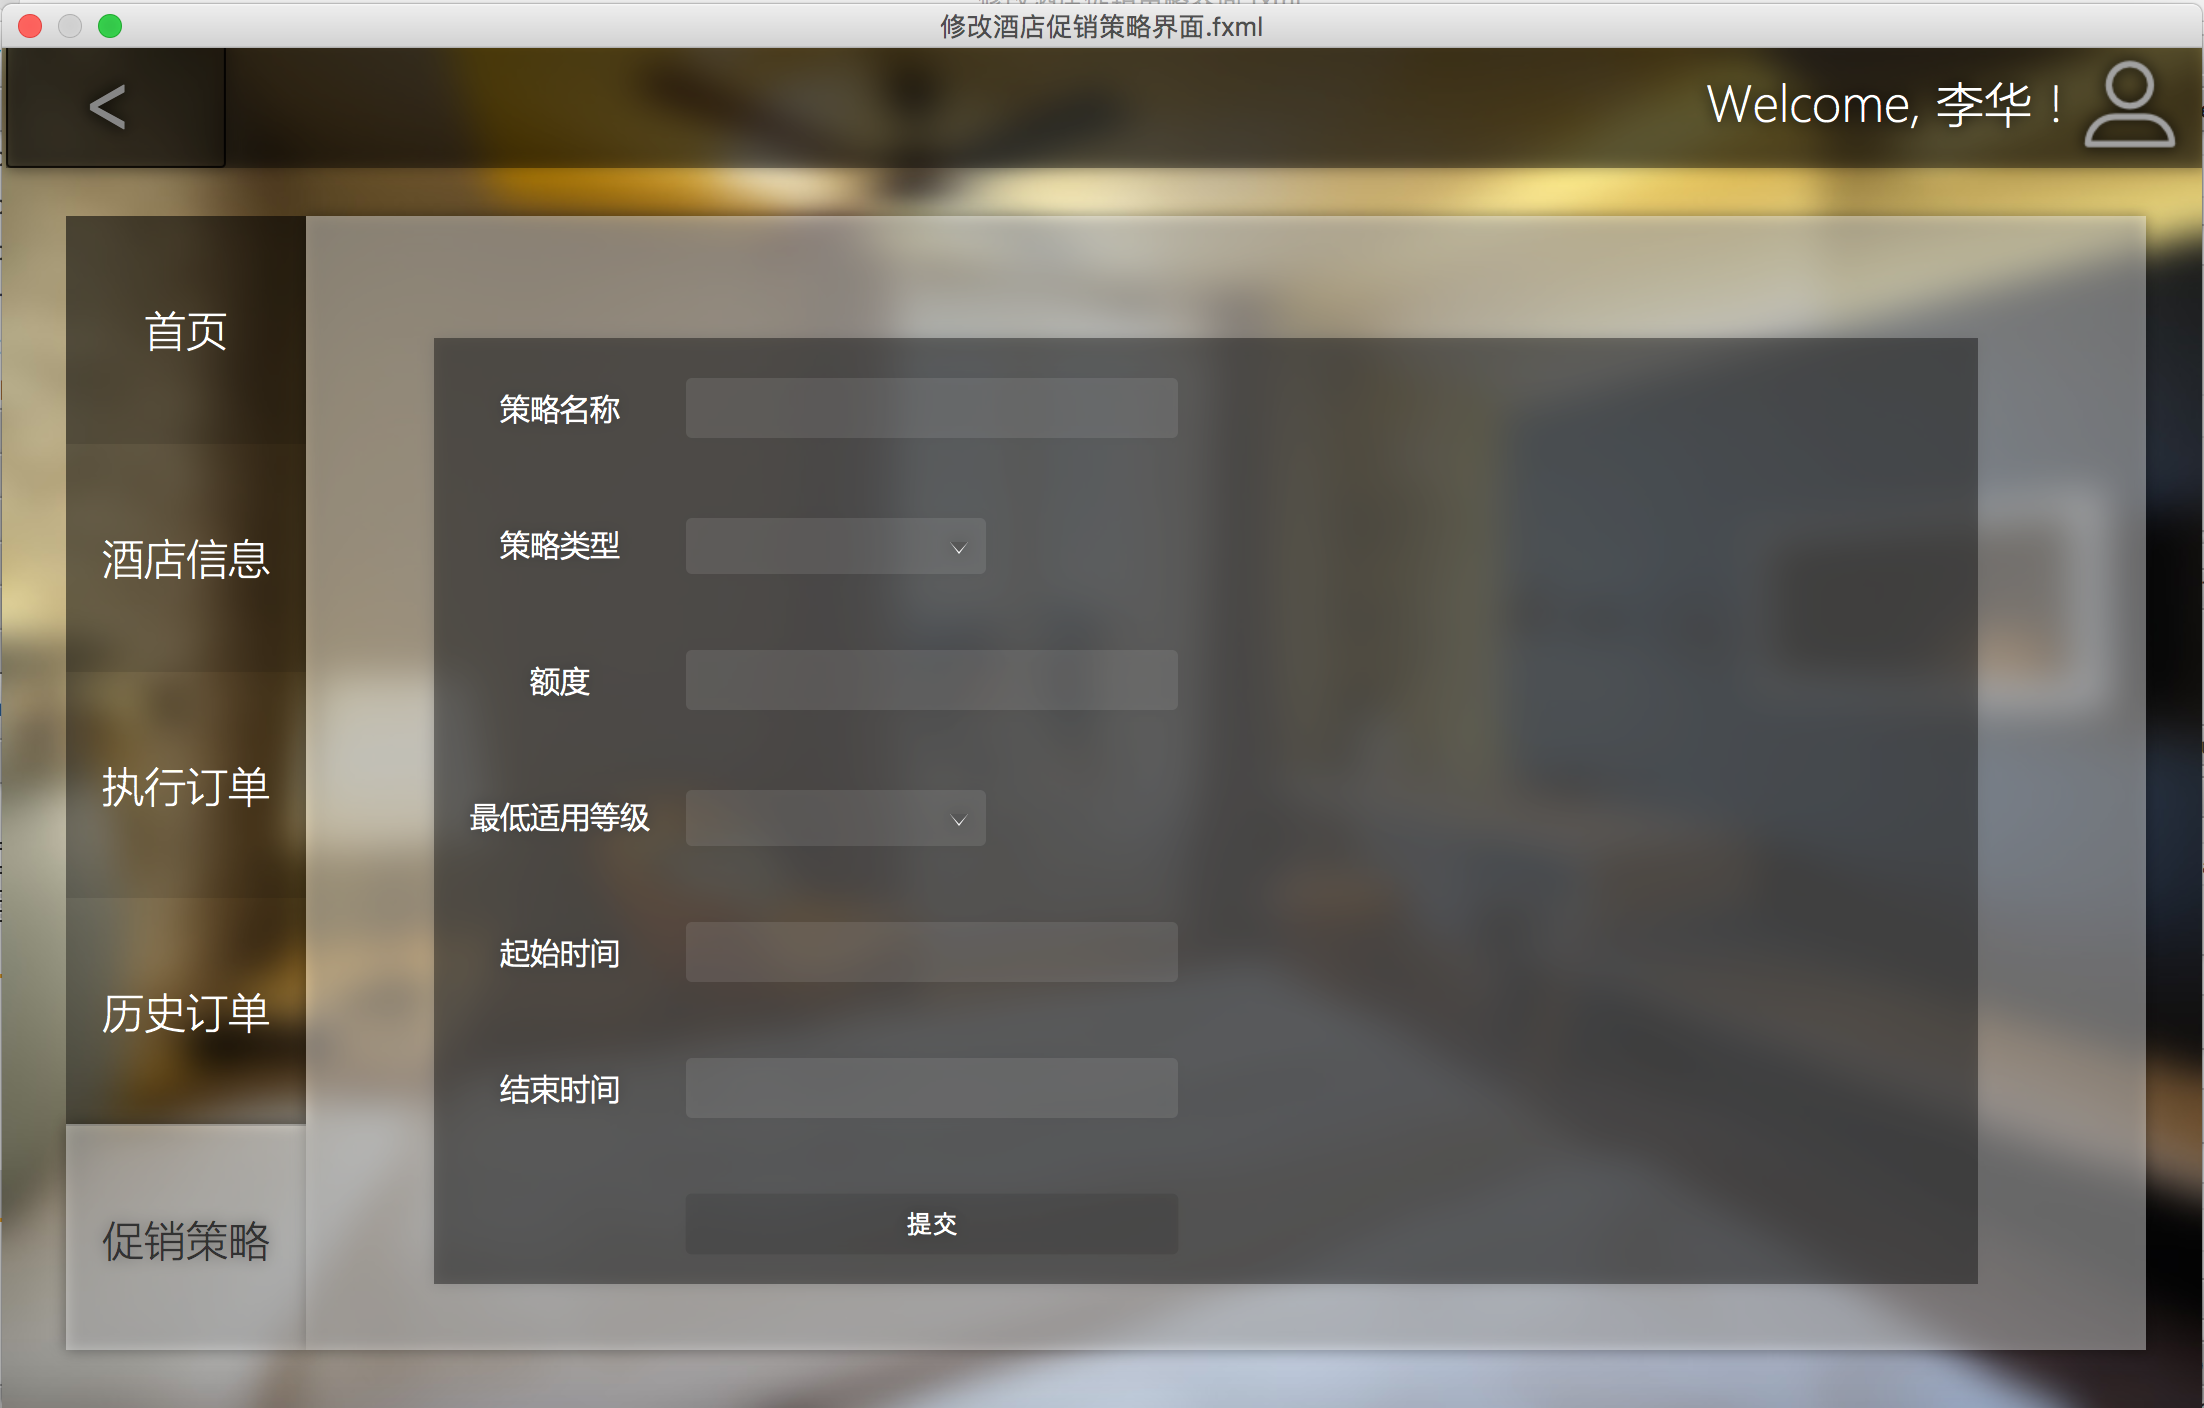 修改酒店促销策略界面.fxml
<
Welcome, 李华！
首页
酒店信息
执行订单
历史订单
促销策略
策略名称
策略类型
额度
最低适用等级
起始时间
结束时间
提交